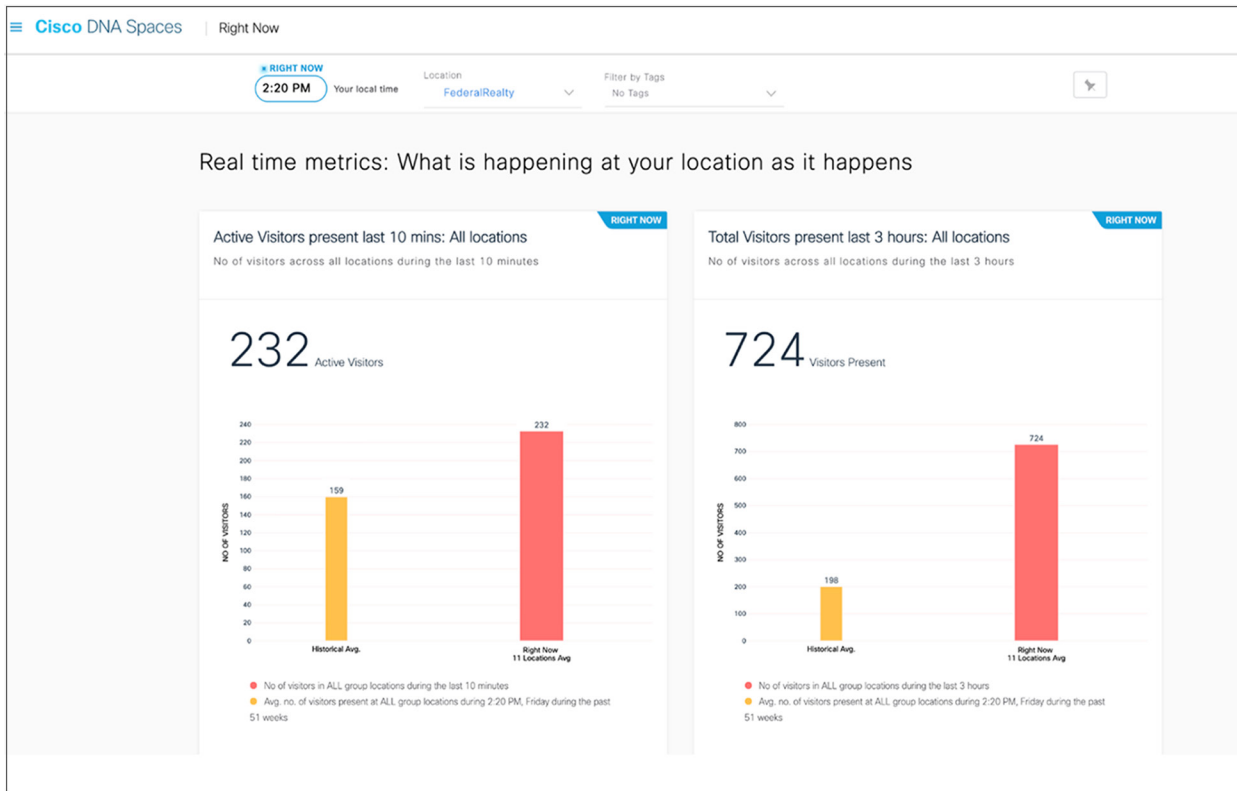 Cisco DNA Spaces Right Now
RIGHT NOW
2:20 PM Your local time
Location
FederalRealty
Filter by Tags
No Tags
Real time metrics: What is happening at your location as it happens
RIGHT NOW
Active Visitors present last 10 mins: All locations
No of visitors across all locations during the last 10 minutes
232 Active Visitors
NO OF VISITORS
240
220
200
180
160
140
120
100
80
60
40
20
0
159
232
Historical Avg.
Right Now
11 Locations Avg
No of visitors in ALL group locations during the last 10 minutes
Avg. no. of visitors present at ALL group locations during 2:20 PM, Friday during the past
51 weeks
RIGHT NOW
Total Visitors present last 3 hours: All locations
No of visitors across all locations during the last 3 hours
724 Visitors Present
NO OF VISITORS
800
700
600
500
400
300
200
100
0
198
724
Historical Avg.
Right Now
11 Locations Avg
No of visitors in ALL group locations during the last 3 hours
Avg. no. of visitors present at ALL group locations during 2:20 PM, Friday during the past
51 weeks